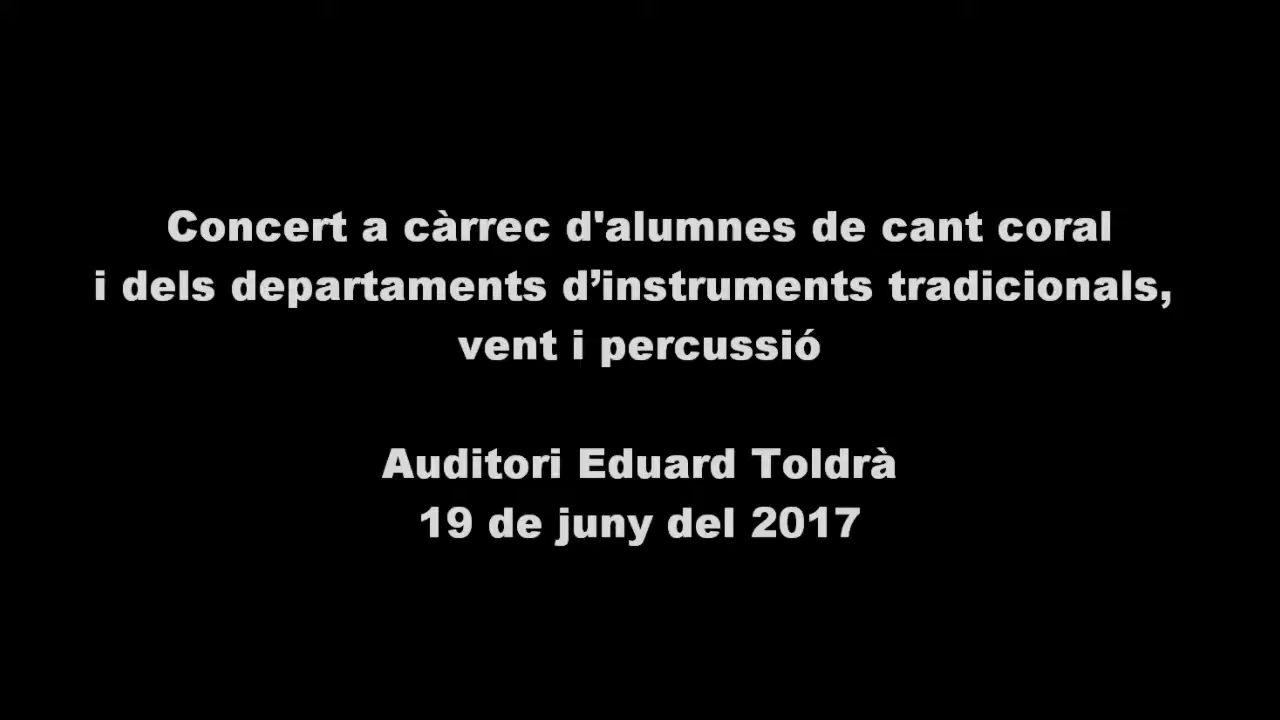 Concert a càrrec d'alumnes de cant coral
i dels departaments d’instruments tradicionals,
vent i percussió
Auditori Eduard Toldrà
19 de juny del 2017